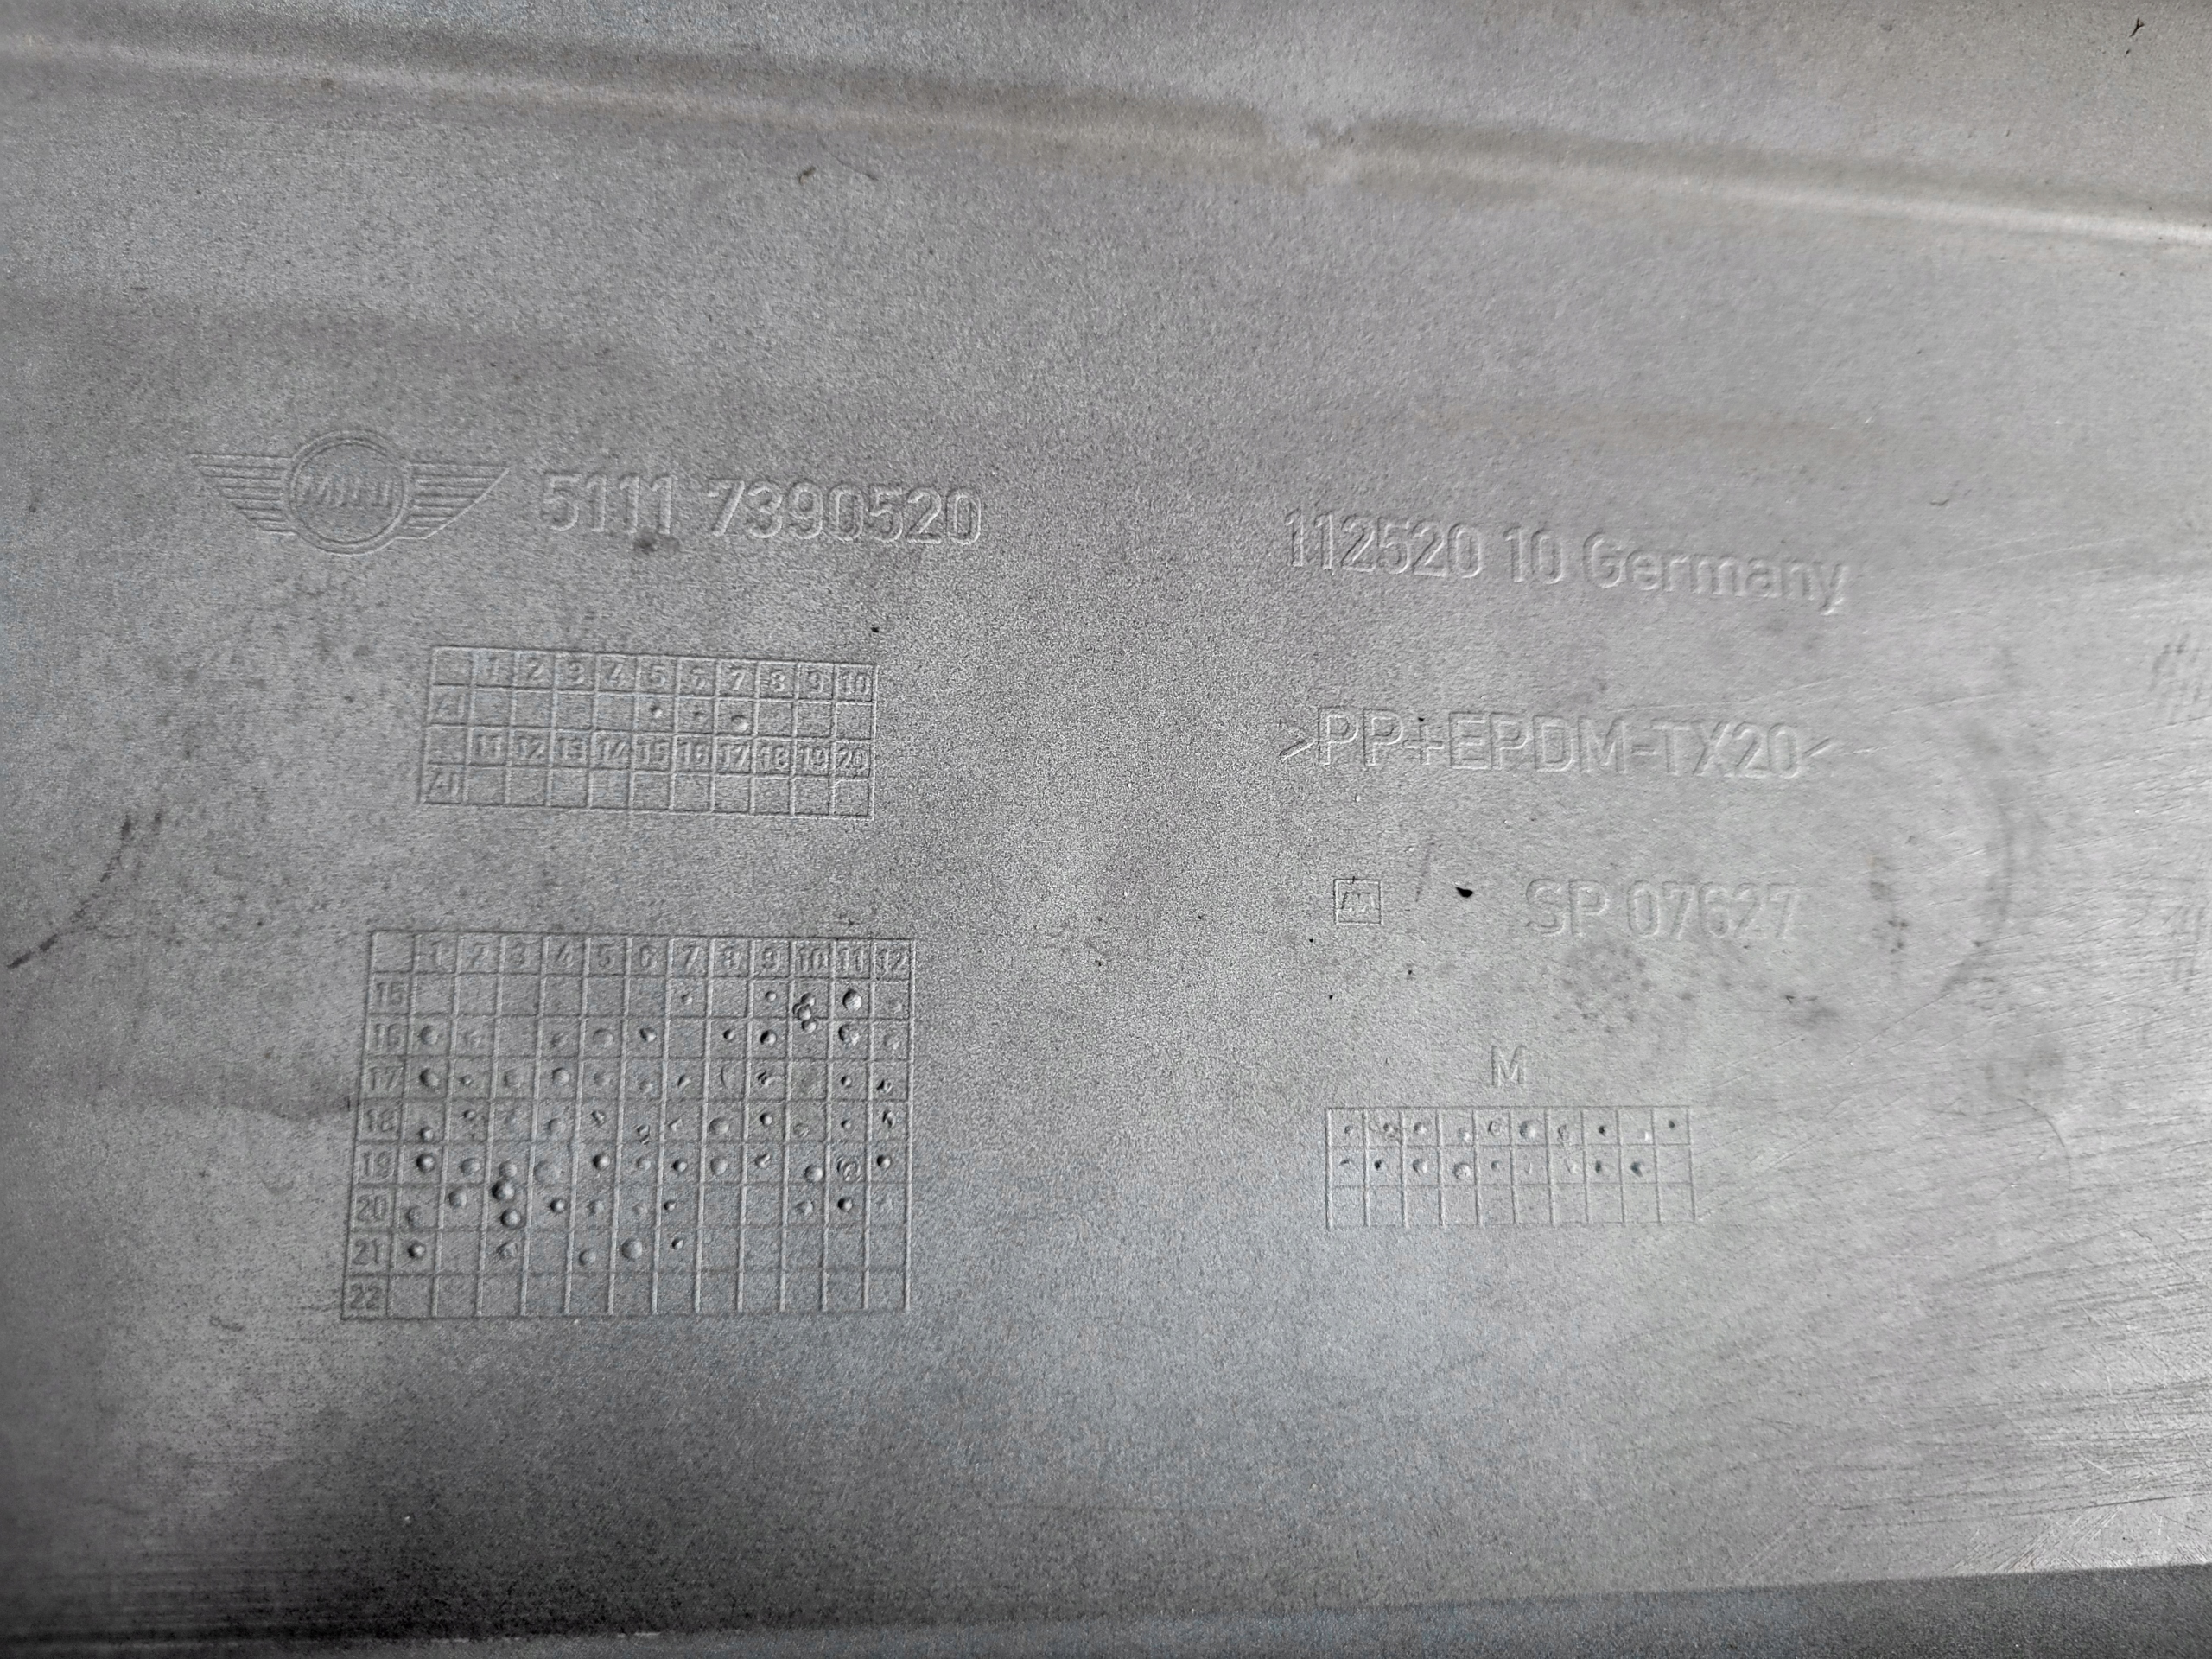 MINI 5111 7390520
112520 10 Germany
>PP+EPDM-TX20<
SP 07627
M
1 2 3 4 5 6 7 8 9 10
AI
11 12 13 14 15 16 17 18 19 20
AI
1 2 3 4 5 6 7 8 9 10 11 12
15
16
17
18
19
20
21
22